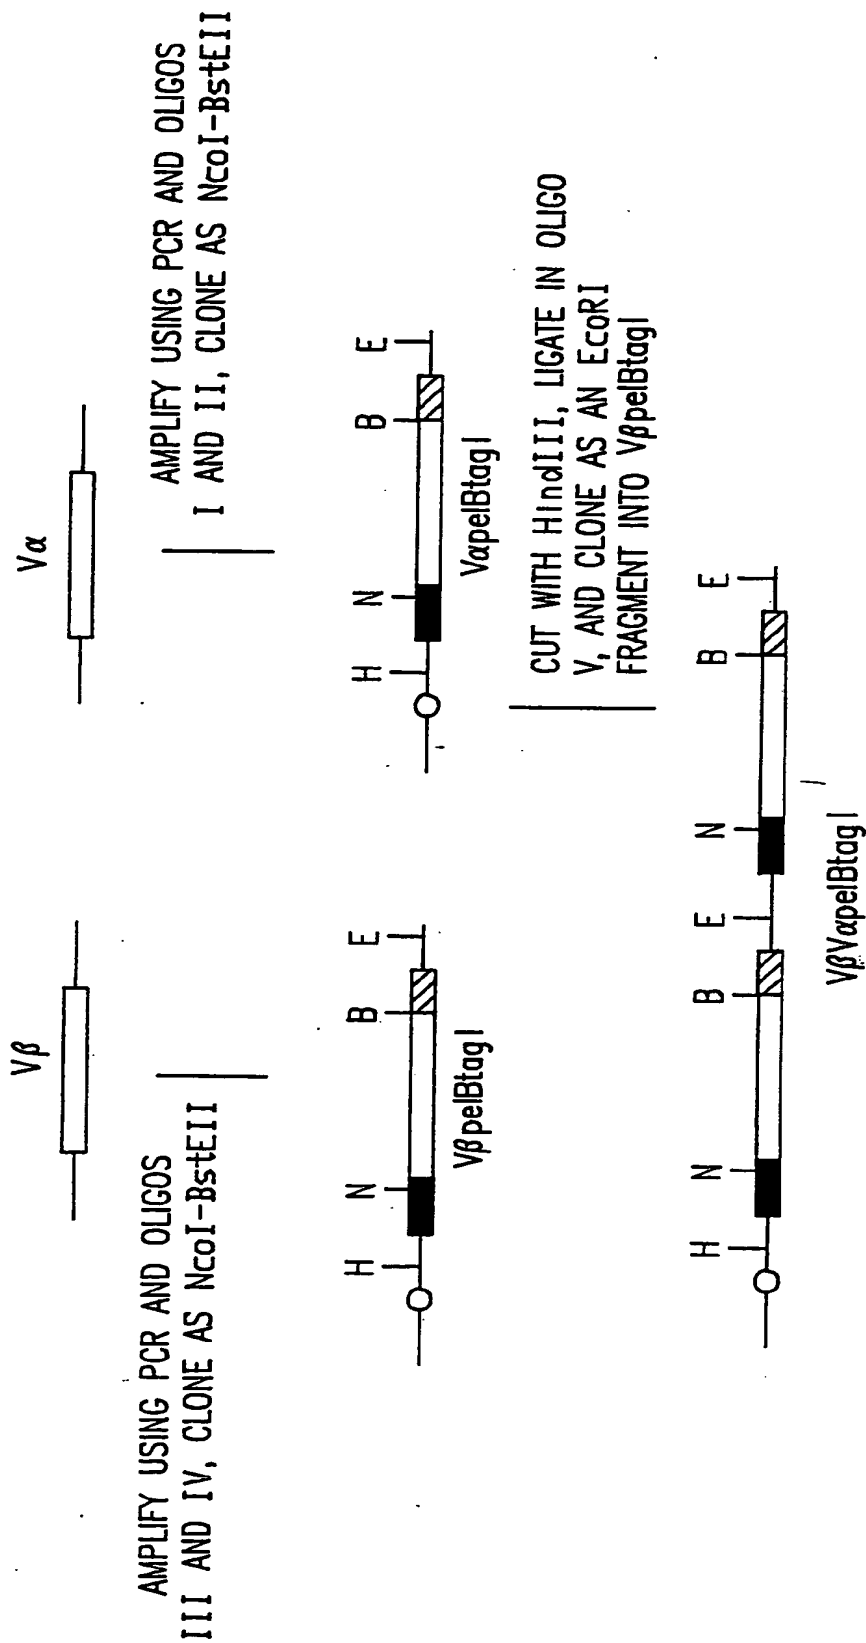 Vβ
Vα
AMPLIFY USING PCR AND OLIGOS
III AND IV, CLONE AS NcoI-BstEII
AMPLIFY USING PCR AND OLIGOS
I AND II, CLONE AS NcoI-BstEII
H N B E
VβpelBtagI
H N B E
VαpelBtagI
CUT WITH HindIII, LIGATE IN OLIGO
V, AND CLONE AS AN EcoRI
FRAGMENT INTO VβpelBtagI
H N B E N B E
VβVαpelBtagI